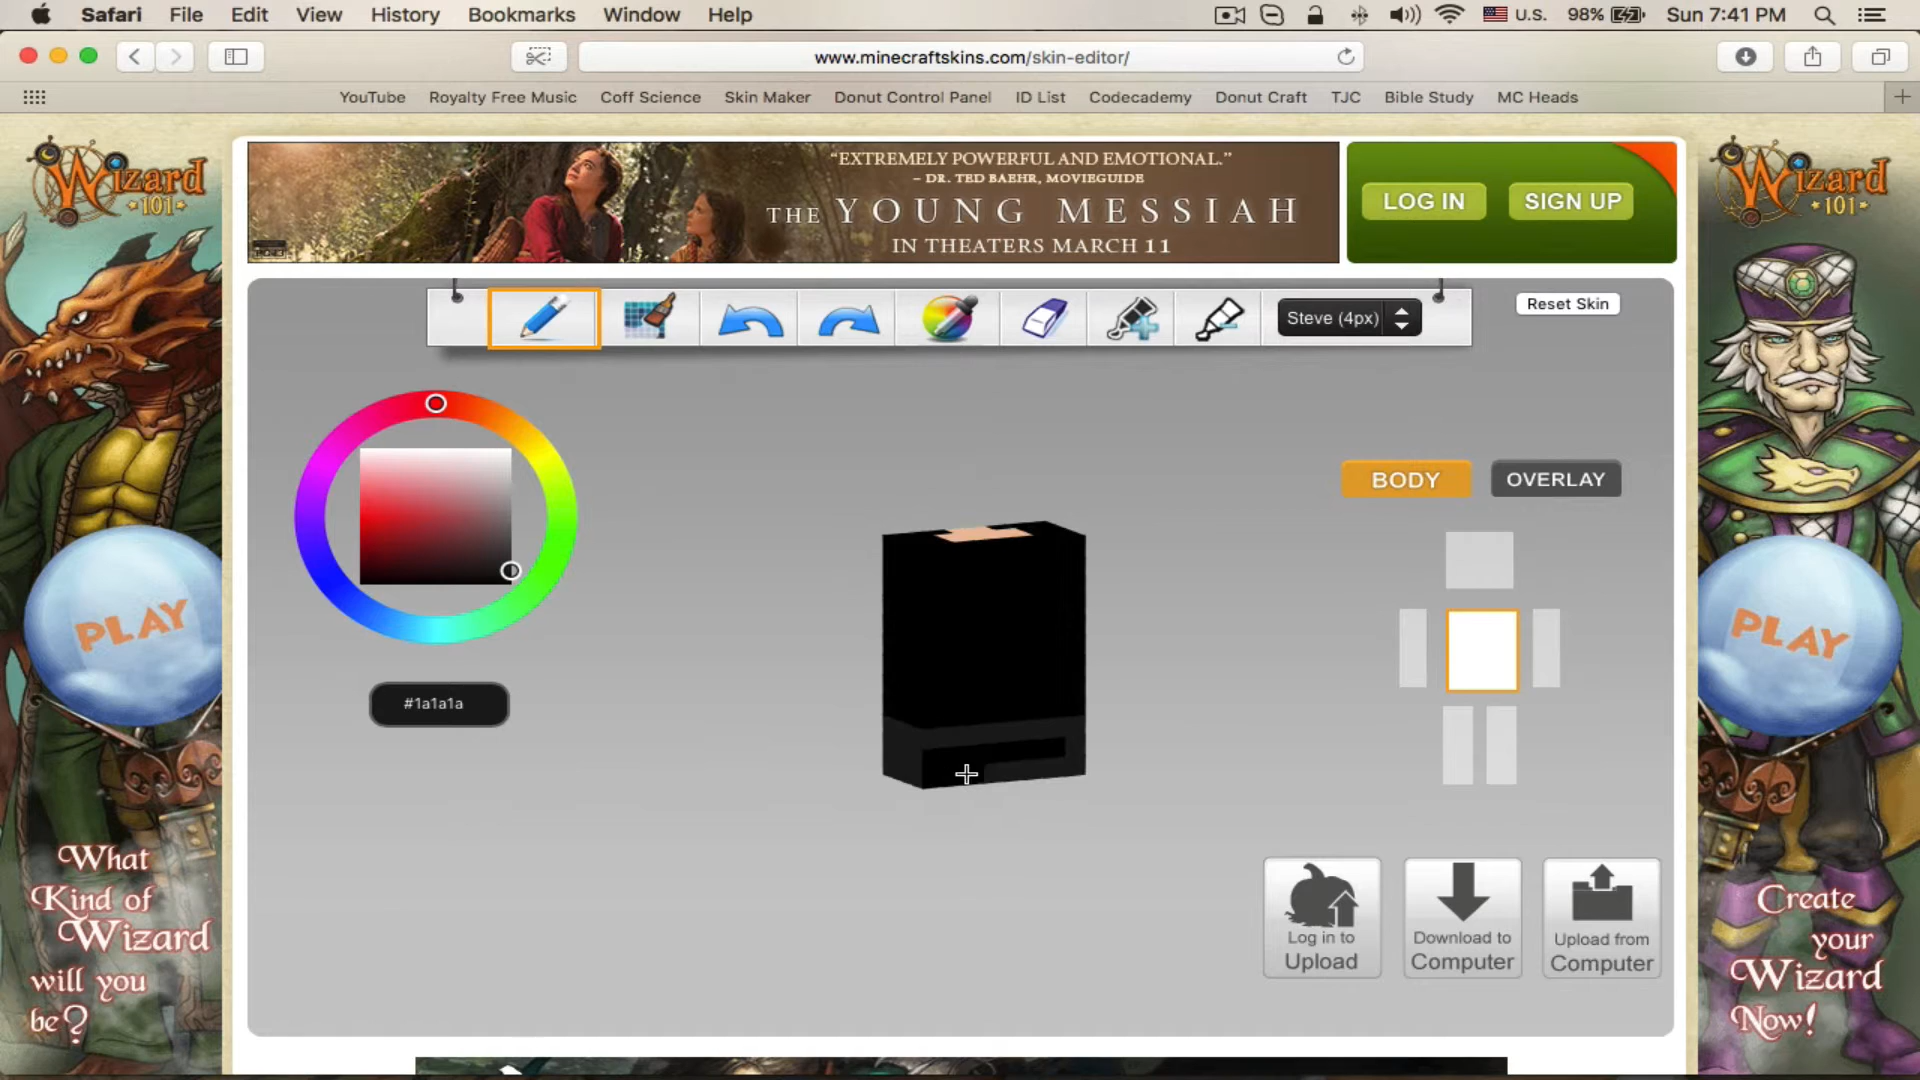 Safari File Edit View History Bookmarks Window Help U.S. 98% Sun 7:41 PM
www.minecraftskins.com/skin-editor/
YouTube Royalty Free Music Coff Science Skin Maker Donut Control Panel ID List Codecademy Donut Craft TJC Bible Study MC Heads
Wizard
101
"EXTREMELY POWERFUL AND EMOTIONAL."
– DR. TED BAEHR, MOVIEGUIDE
THE YOUNG MESSIAH
IN THEATERS MARCH 11
LOG IN SIGN UP
Wizard
101
Steve (4px)
Reset Skin
BODY OVERLAY
#1a1a1a
PLAY
PLAY
What
Kind of
Wizard
will you
be?
Log in to
Upload
Download to
Computer
Upload from
Computer
Create
your
Wizard
Now!